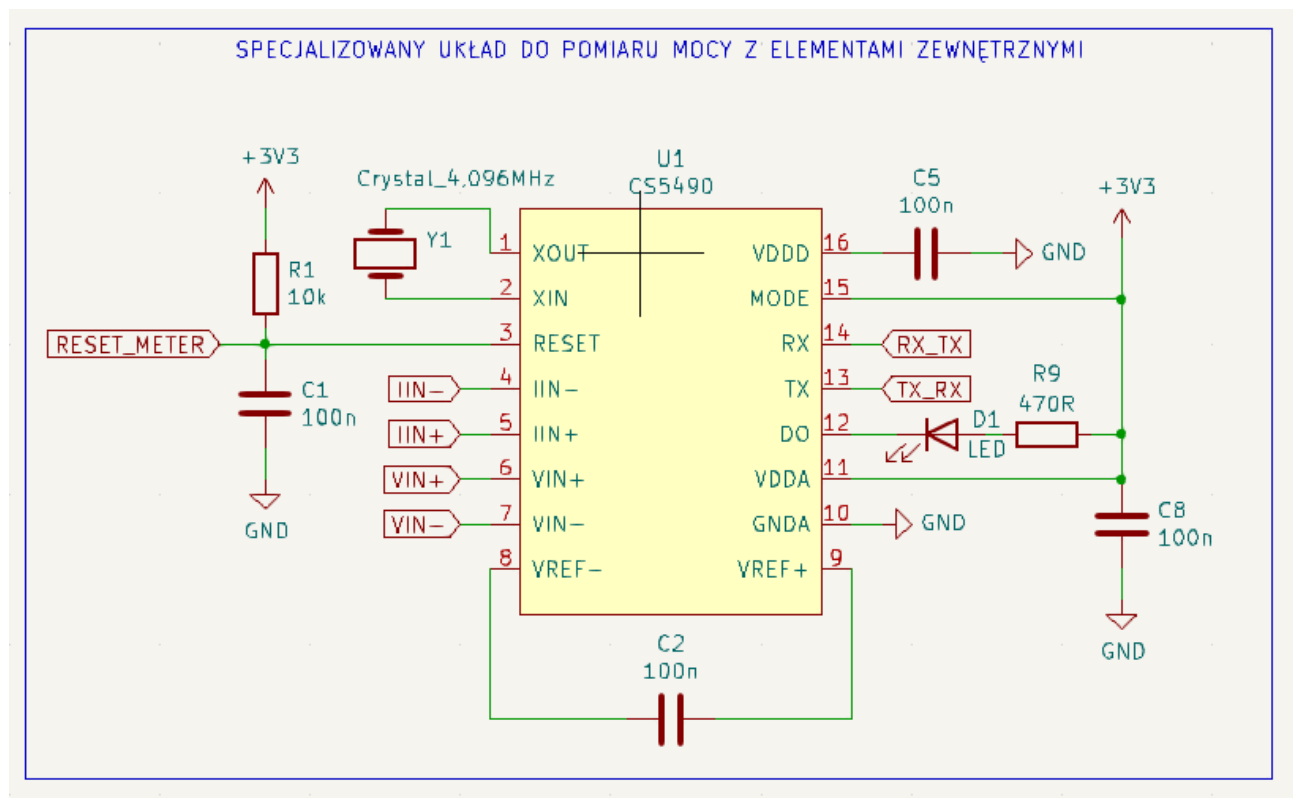 SPECJALIZOWANY UKŁAD DO POMIARU MOCY Z ELEMENTAMI ZEWNĘTRZNYMI
+3V3
Crystal_4,096MHz
Y1
R1
10k
RESET_METER
C1
100n
GND
IIN-
IIN+
VIN+
VIN-
U1
CS5490
1 XOUT
2 XIN
3 RESET
4 IIN-
5 IIN+
6 VIN+
7 VIN-
8 VREF-
VDDD 16
MODE 15
RX 14
TX 13
DO 12
VDDA 11
GNDA 10
VREF+ 9
C5
100n
GND
+3V3
RX_TX
TX_RX
R9
470R
D1
LED
GND
C8
100n
GND
C2
100n